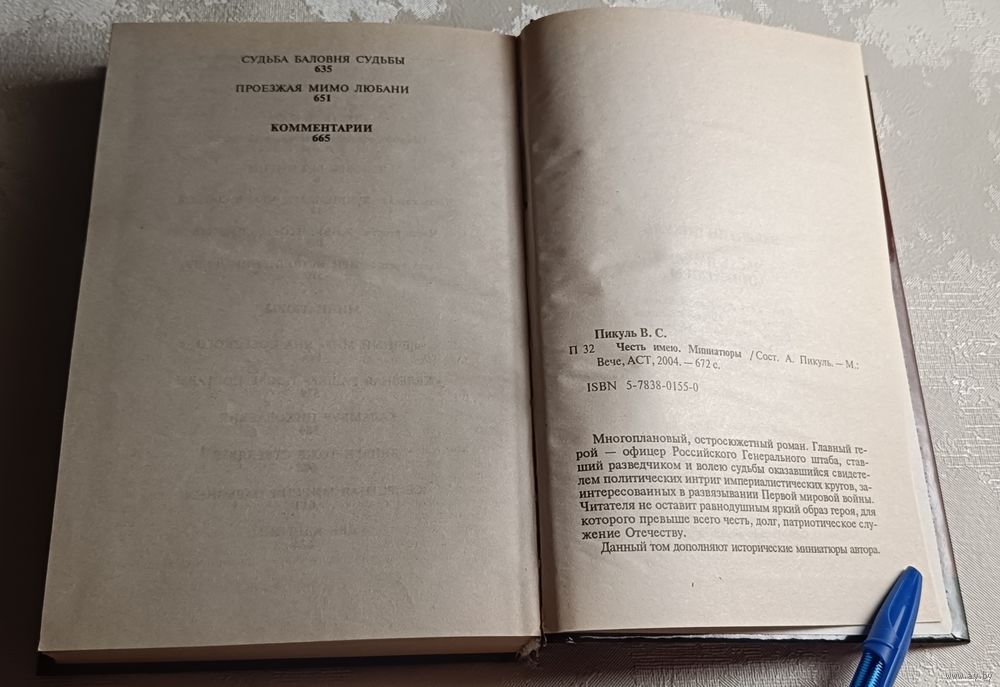 СУДЬБА БАЛОВНЯ СУДЬБЫ
635
ПРОЕЗЖАЯ МИМО ЛЮБАНИ
651
КОММЕНТАРИИ
665
Пикуль В. С.
П 32 Честь имею. Миниатюры /Сост. А. Пикуль. — М.:
Вече, АСТ, 2004. — 672 с.
ISBN 5-7838-0155-0
Многоплановый, остросюжетный роман. Главный ге-
рой — офицер Российского Генерального штаба, став-
ший разведчиком и волею судьбы оказавшийся свидете-
лем политических интриг империалистических кругов, за-
интересованных в развязывании Первой мировой войны.
Читателя не оставит равнодушным яркий образ героя, для
которого превыше всего честь, долг, патриотическое слу-
жение Отечеству.
Данный том дополняют исторические миниатюры автора.